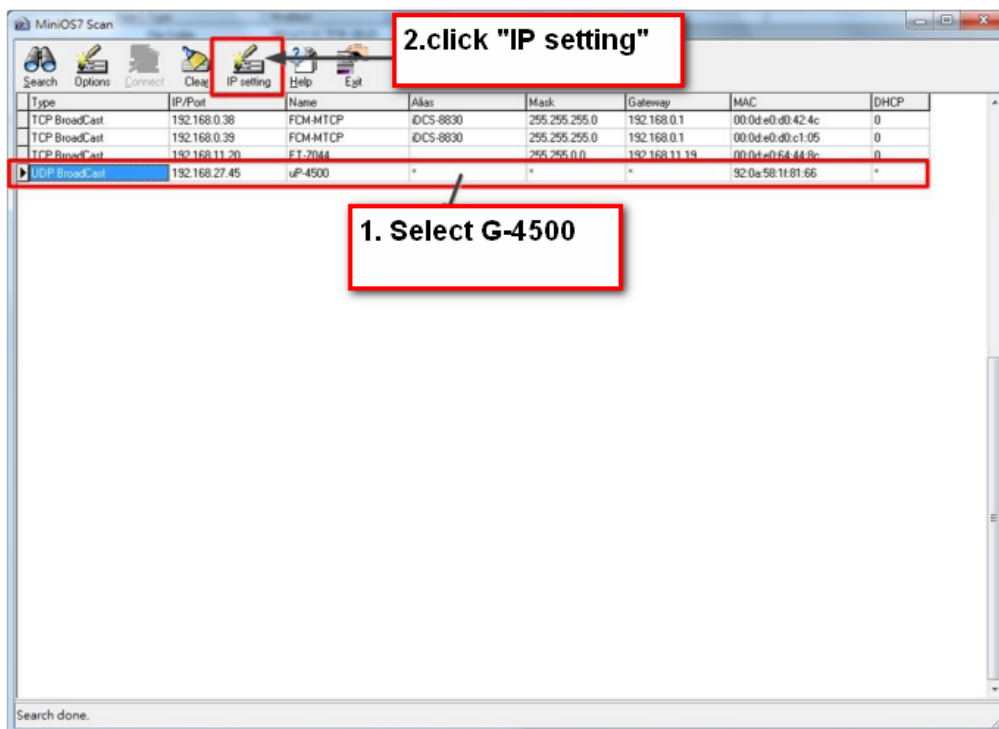 MiniOS7 Scan
2.click "IP setting"
Search Options Connect Clear IP setting Help Exit
Type IP/Port Name Alias Mask Gateway MAC DHCP
TCP BroadCast 192.168.0.38 FCM-MTCP iDCS-8830 255.255.255.0 192.168.0.1 00:0d:e0:d0:42:4c 0
TCP BroadCast 192.168.0.39 FCM-MTCP iDCS-8830 255.255.255.0 192.168.0.1 00:0d:e0:d0:c1:05 0
TCP BroadCast 192.168.11.20 ET-7044 255.255.0.0 192.168.11.19 00:0d:e0:64:44:8c 0
UDP BroadCast 192.168.27.45 uP-4500 * * * 92:0a:58:1f:81:66 *
1. Select G-4500
Search done.